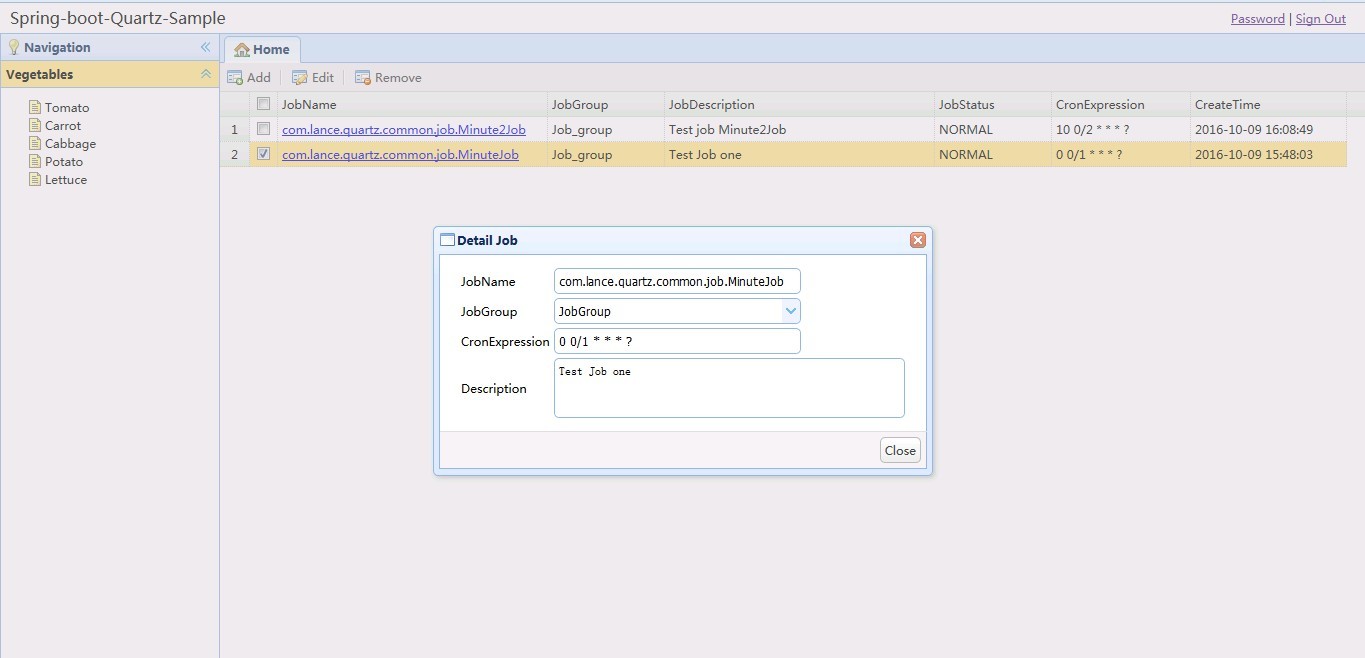 Spring-boot-Quartz-Sample
Password | Sign Out
Navigation
Home
Vegetables
Add Edit Remove
Tomato
Carrot
Cabbage
Potato
Lettuce
JobName JobGroup JobDescription JobStatus CronExpression CreateTime
1 com.lance.quartz.common.job.Minute2Job Job_group Test job Minute2Job NORMAL 10 0/2 * * * ? 2016-10-09 16:08:49
2 com.lance.quartz.common.job.MinuteJob Job_group Test Job one NORMAL 0 0/1 * * * ? 2016-10-09 15:48:03
Detail Job
JobName com.lance.quartz.common.job.MinuteJob
JobGroup JobGroup
CronExpression 0 0/1 * * * ?
Description Test Job one
Close